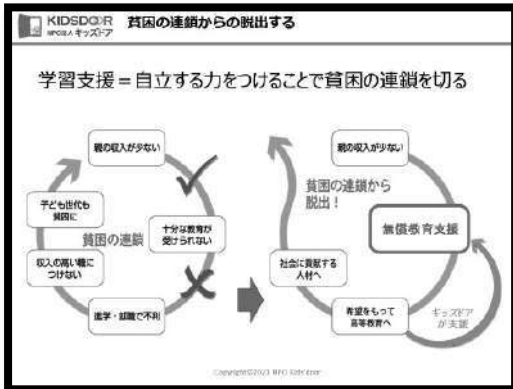 KIDSDOOR
NPO法人 キッズドア
貧困の連鎖からの脱出する
学習支援＝自立する力をつけることで貧困の連鎖を切る
親の収入が少ない
十分な教育が
受けられない
進学・就職で不利
収入の高い職に
つけない
子ども世代も
貧困に
貧困の連鎖
親の収入が少ない
無償教育支援
キッズドア
が支援
希望をもって
高等教育へ
社会に貢献する
人材へ
貧困の連鎖から
脱出！
Copyright©2021 NPO Kids'door